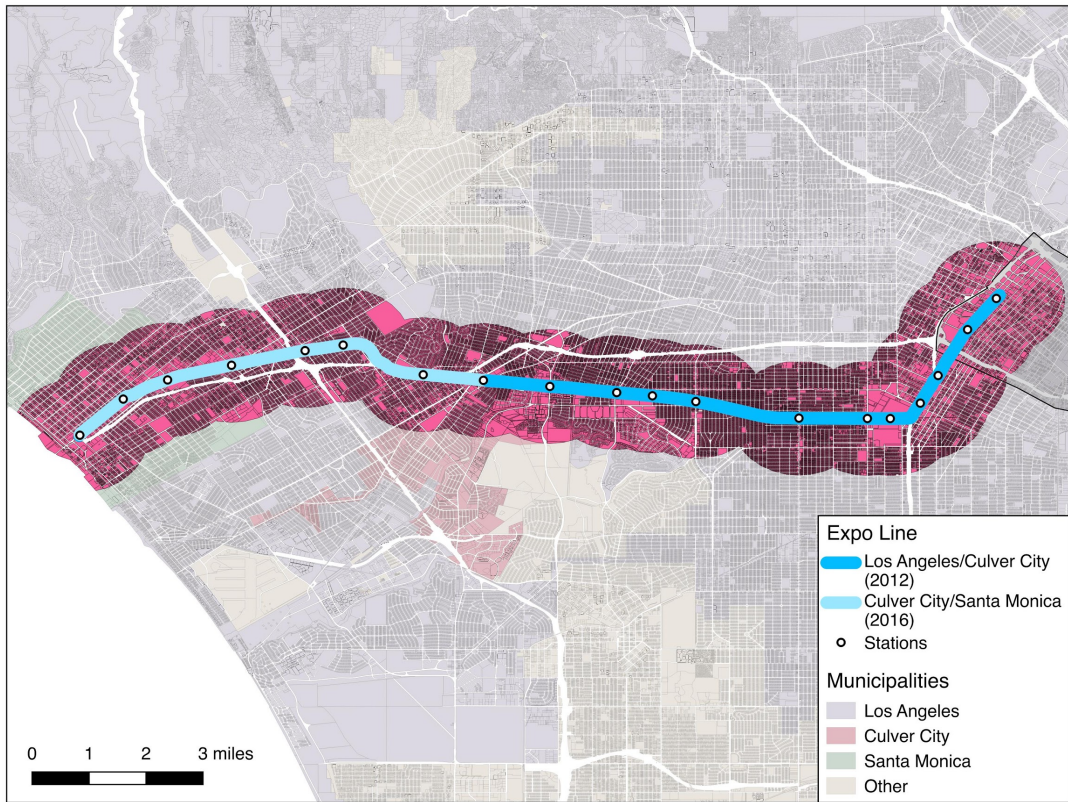 Expo Line
Los Angeles/Culver City
(2012)
Culver City/Santa Monica
(2016)
Stations
Municipalities
Los Angeles
Culver City
Santa Monica
Other
0 1 2 3 miles